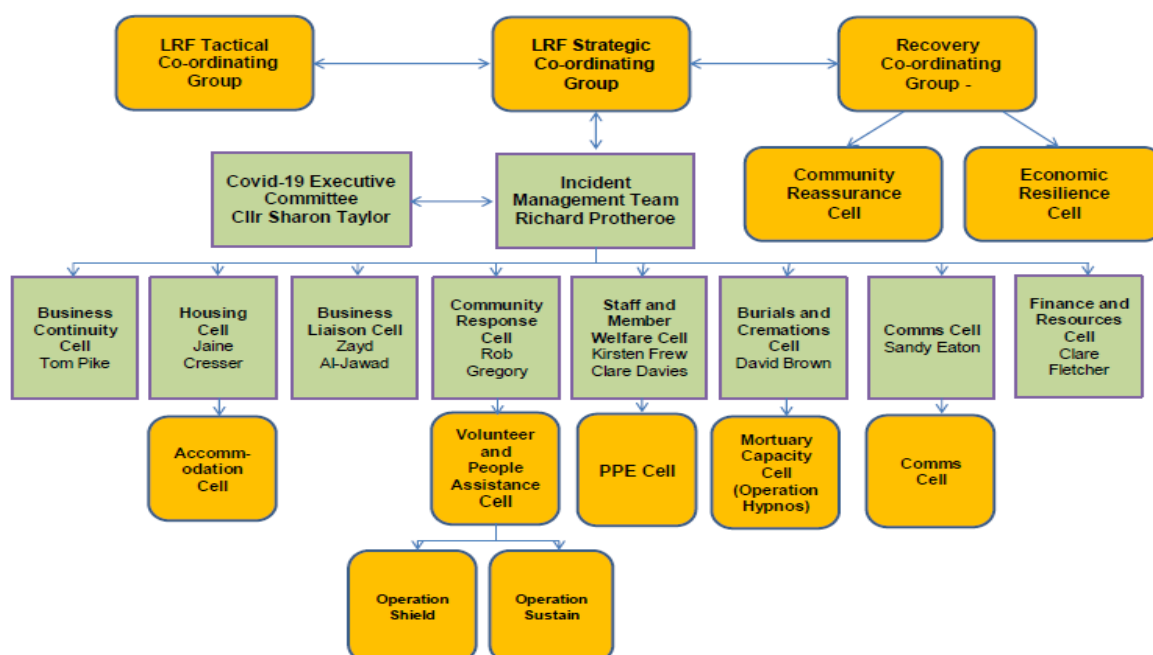 LRF Tactical
Co-ordinating
Group
LRF Strategic
Co-ordinating
Group
Recovery
Co-ordinating
Group -
Community
Reassurance
Cell
Economic
Resilience
Cell
Covid-19 Executive
Committee
Cllr Sharon Taylor
Incident
Management Team
Richard Protheroe
Business
Continuity
Cell
Tom Pike
Housing
Cell
Jaine
Cresser
Business
Liaison Cell
Zayd
Al-Jawad
Community
Response
Cell
Rob
Gregory
Staff and
Member
Welfare Cell
Kirsten Frew
Clare Davies
Burials and
Cremations
Cell
David Brown
Comms Cell
Sandy Eaton
Finance and
Resources
Cell
Clare
Fletcher
Accomm-
odation
Cell
Volunteer
and
People
Assistance
Cell
PPE Cell
Mortuary
Capacity
Cell
(Operation
Hypnos)
Comms
Cell
Operation
Shield
Operation
Sustain